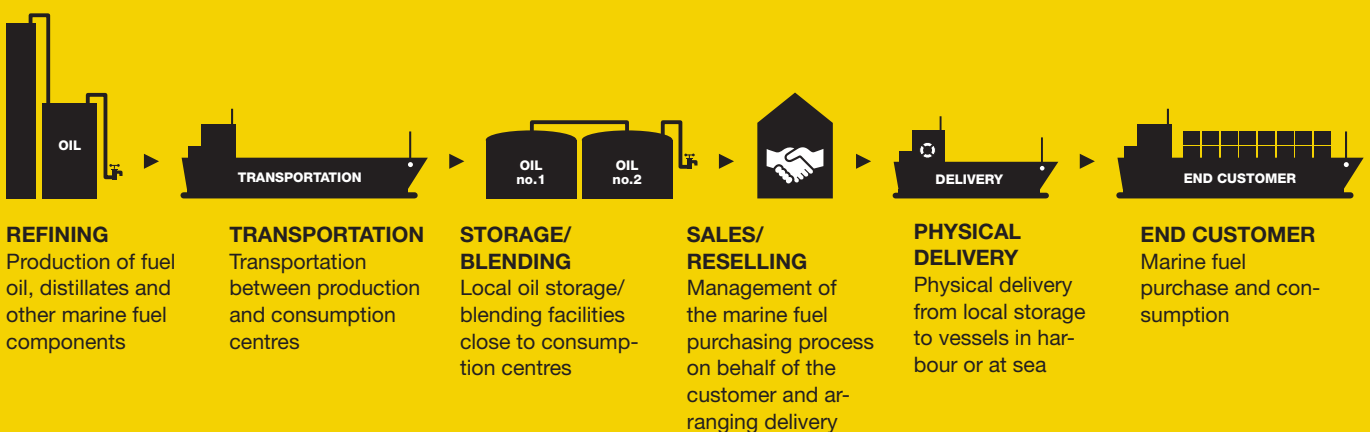 OIL
TRANSPORTATION
OIL
no.1
OIL
no.2
DELIVERY
END CUSTOMER
REFINING
Production of fuel
oil, distillates and
other marine fuel
components
TRANSPORTATION
Transportation
between production
and consumption
centres
STORAGE/
BLENDING
Local oil storage/
blending facilities
close to consump-
tion centres
SALES/
RESELLING
Management of
the marine fuel
purchasing process
on behalf of the
customer and ar-
ranging delivery
PHYSICAL
DELIVERY
Physical delivery
from local storage
to vessels in har-
bour or at sea
END CUSTOMER
Marine fuel
purchase and con-
sumption